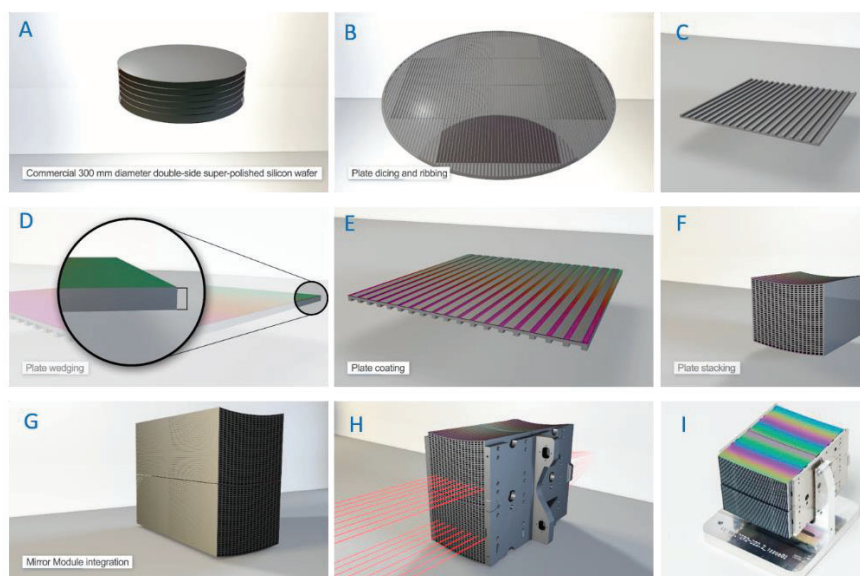 A
Commercial 300 mm diameter double-side super-polished silicon wafer
B
Plate dicing and ribbing
C
D
Plate wedging
E
Plate coating
F
Plate stacking
G
Mirror Module integration
H
I